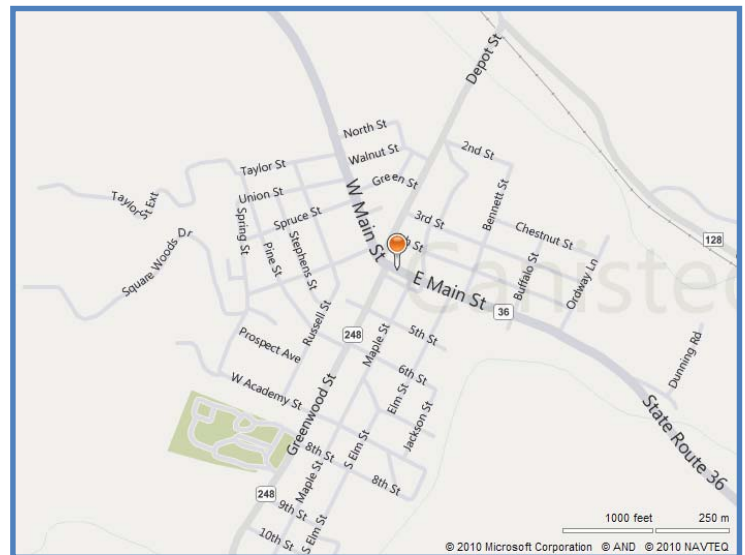 Depot St
North St
Walnut St
2nd St
Taylor St
Green St
Taylor St Ext
Union St
Bennett St
Spruce St
3rd St
Spring St
W Main St
Chestnut St
Square Woods Dr
Stephens St
Pine St
128
Canisteo
E Main St
Buffalo St
Ordway Ln
36
Russell St
248
Maple St
5th St
Dunning Rd
Prospect Ave
6th St
W Academy St
Greenwood St
Elm St
Jackson St
State Route 36
8th St
S Elm St
Maple St
8th St
248
9th St
10th St
S Elm St
1000 feet 250 m
© 2010 Microsoft Corporation © AND © 2010 NAVTEQ